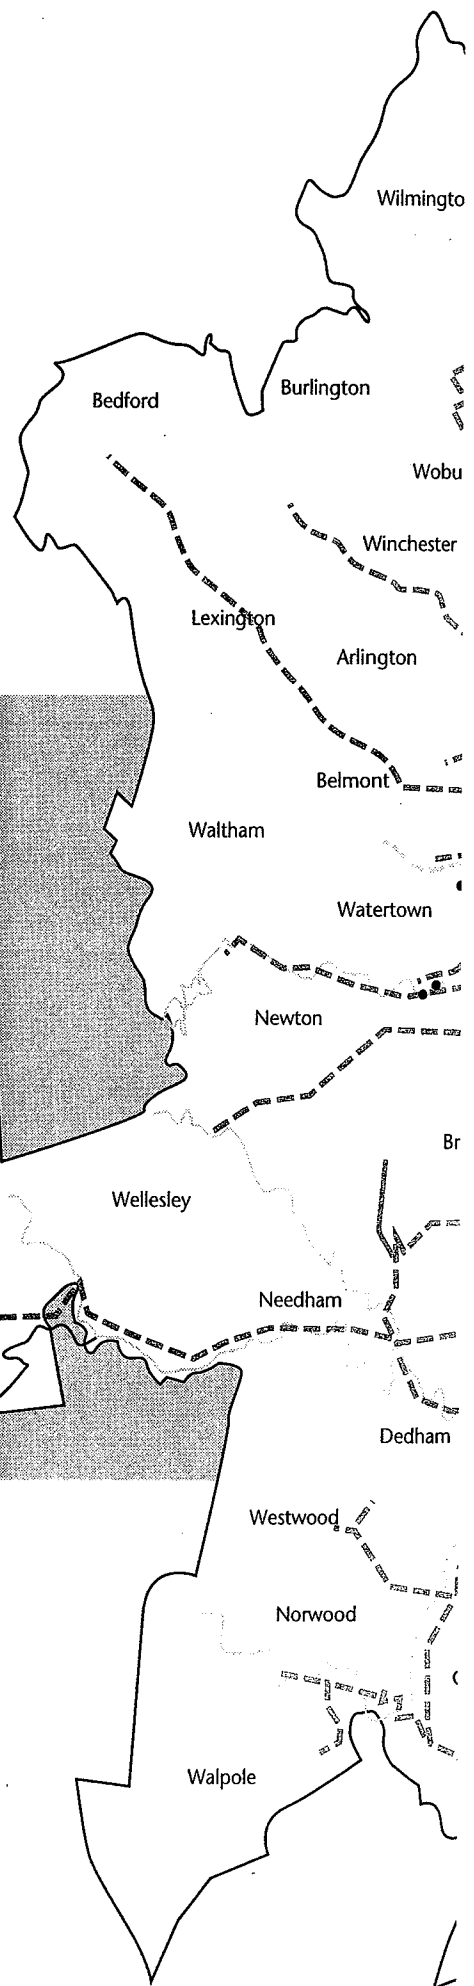 Wilmingto
Burlington
Bedford
Wobu
Winchester
Lexington
Arlington
Belmont
Waltham
Watertown
Newton
Br
Wellesley
Needham
Dedham
Westwood
Norwood
Walpole